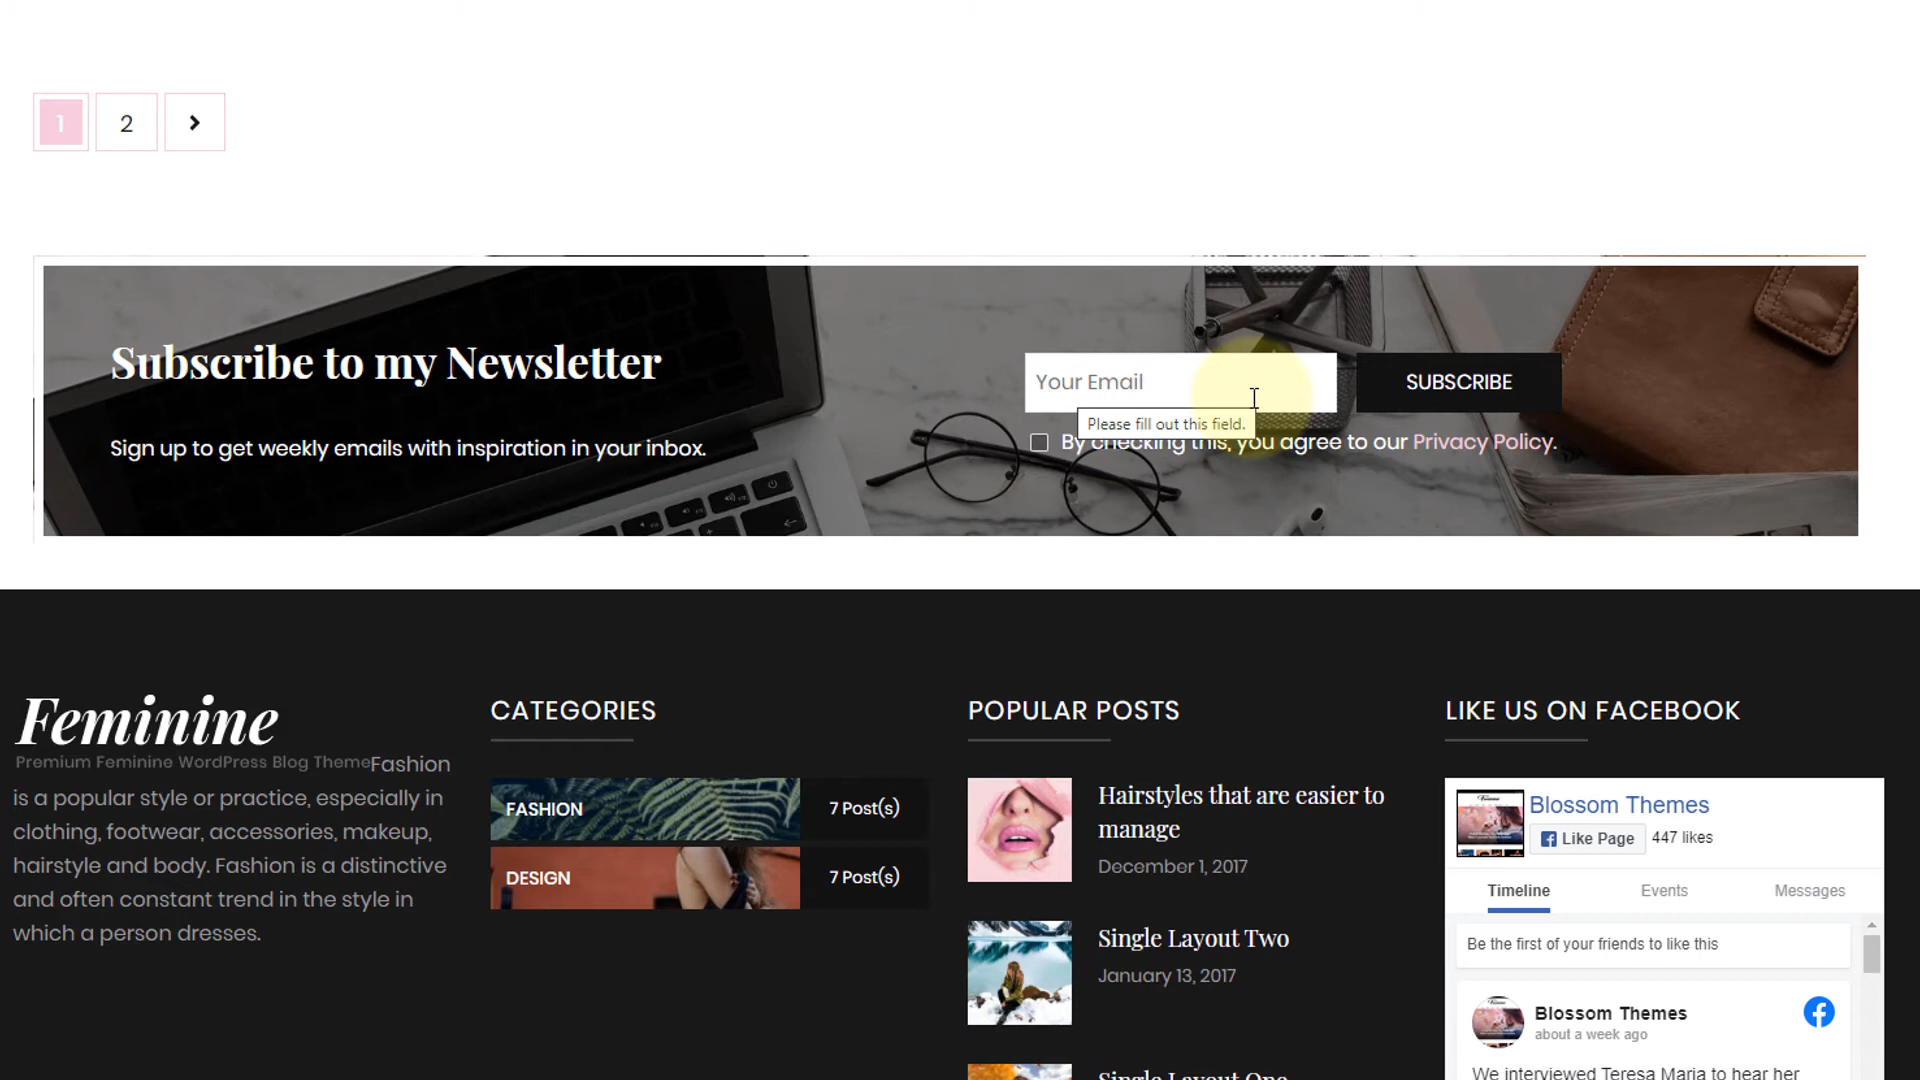 1 2
Subscribe to my Newsletter
Sign up to get weekly emails with inspiration in your inbox.
Your Email
SUBSCRIBE
Please fill out this field.
By checking this, you agree to our Privacy Policy.
Feminine
Premium Feminine WordPress Blog ThemeFashion
is a popular style or practice, especially in
clothing, footwear, accessories, makeup,
hairstyle and body. Fashion is a distinctive
and often constant trend in the style in
which a person dresses.
CATEGORIES
FASHION 7 Post(s)
DESIGN 7 Post(s)
POPULAR POSTS
Hairstyles that are easier to
manage
December 1, 2017
Single Layout Two
January 13, 2017
Single Layout One
LIKE US ON FACEBOOK
Blossom Themes
Like Page 447 likes
Timeline Events Messages
Be the first of your friends to like this
Blossom Themes
about a week ago
We interviewed Teresa Maria to hear her